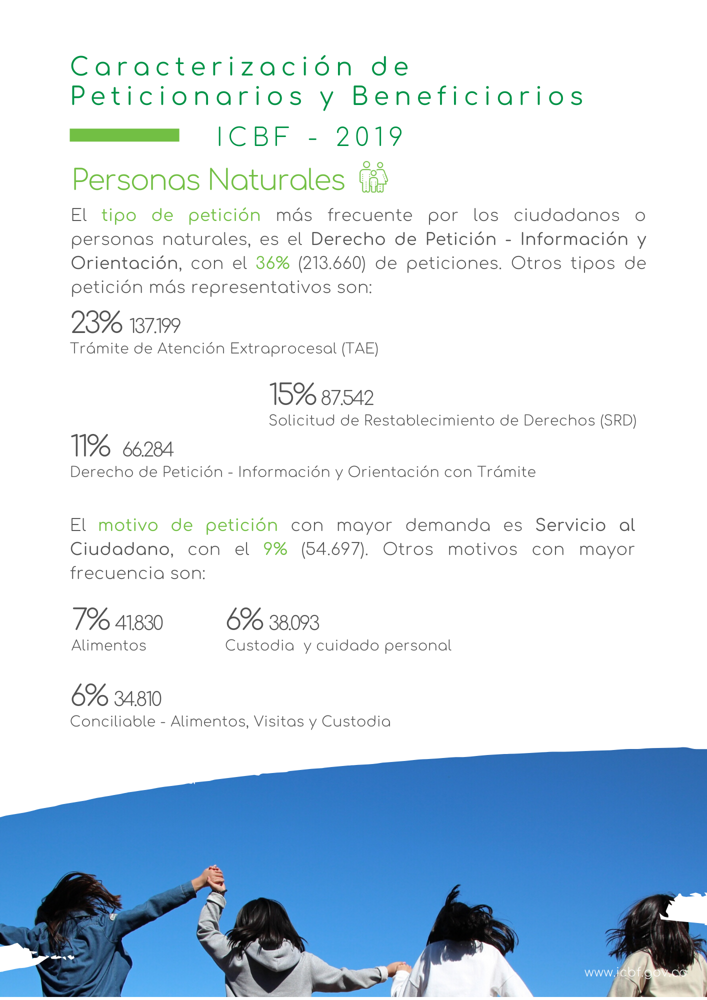 Caracterización de
Peticionarios y Beneficiarios
ICBF - 2019
Personas Naturales
El tipo de petición más frecuente por los ciudadanos o
personas naturales, es el Derecho de Petición - Información y
Orientación, con el 36% (213.660) de peticiones. Otros tipos de
petición más representativos son:
23% 137.199
Trámite de Atención Extraprocesal (TAE)
15% 87.542
Solicitud de Restablecimiento de Derechos (SRD)
11% 66.284
Derecho de Petición - Información y Orientación con Trámite
El motivo de petición con mayor demanda es Servicio al
Ciudadano, con el 9% (54.697). Otros motivos con mayor
frecuencia son:
7% 41.830
Alimentos
6% 38.093
Custodia y cuidado personal
6% 34.810
Conciliable - Alimentos, Visitas y Custodia
www.icbf.gov.co